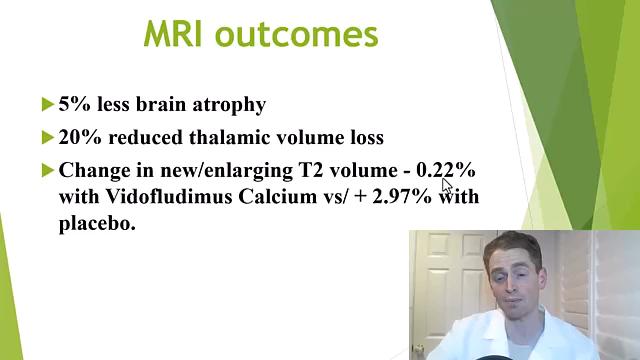 MRI outcomes
5% less brain atrophy
20% reduced thalamic volume loss
Change in new/enlarging T2 volume - 0.22%
with Vidofludimus Calcium vs/ + 2.97% with
placebo.